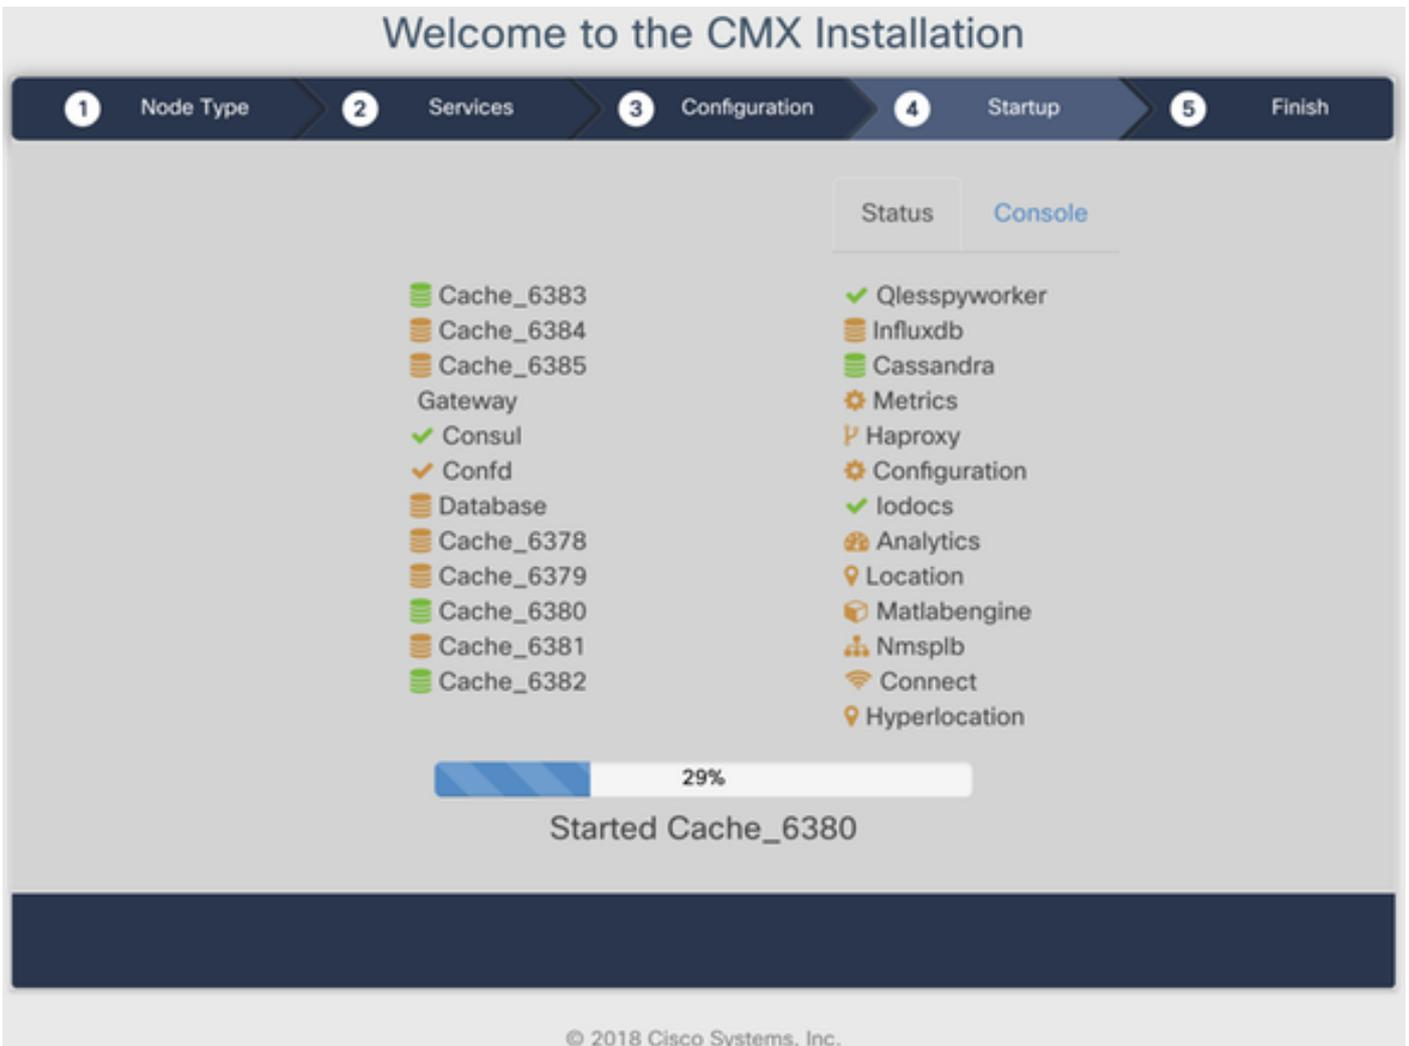 Welcome to the CMX Installation
1 Node Type 2 Services 3 Configuration 4 Startup 5 Finish
Status Console
Cache_6383
Cache_6384
Cache_6385
Gateway
Consul
Confd
Database
Cache_6378
Cache_6379
Cache_6380
Cache_6381
Cache_6382
Qlesspyworker
Influxdb
Cassandra
Metrics
Haproxy
Configuration
Iodocs
Analytics
Location
Matlabengine
Nmsplb
Connect
Hyperlocation
29%
Started Cache_6380
© 2018 Cisco Systems, Inc.